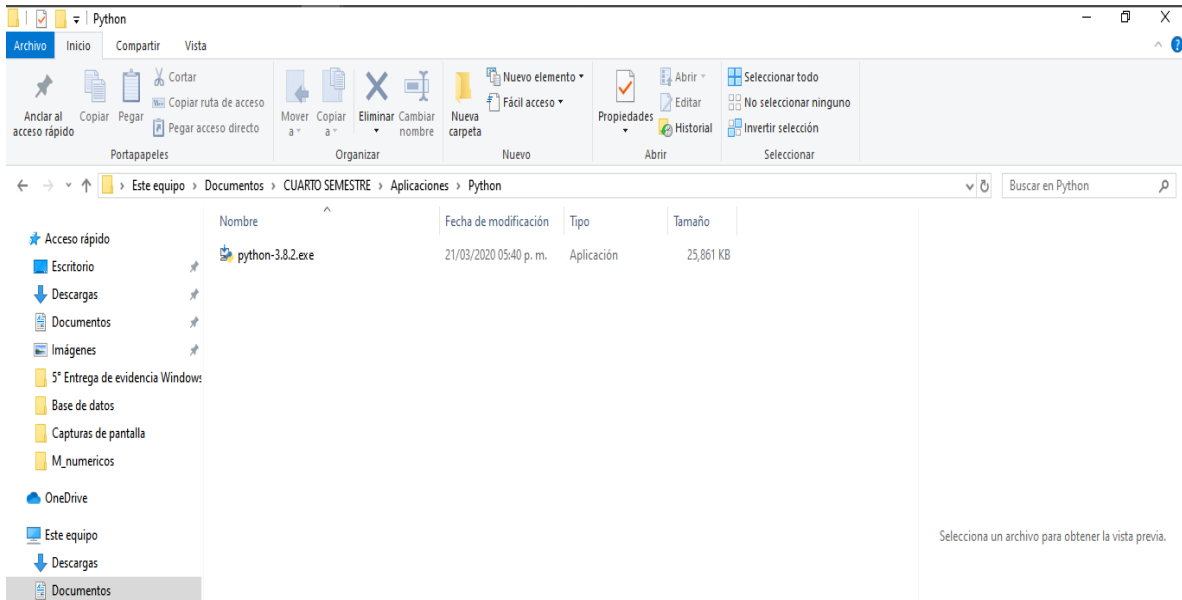 Python
Archivo Inicio Compartir Vista
Anclar al acceso rápido
Copiar
Pegar
Cortar
Copiar ruta de acceso
Pegar acceso directo
Portapapeles
Mover a
Copiar a
Eliminar
Cambiar nombre
Organizar
Nueva carpeta
Nuevo elemento
Fácil acceso
Nuevo
Propiedades
Abrir
Editar
Historial
Abrir
Seleccionar todo
No seleccionar ninguno
Invertir selección
Seleccionar
Este equipo > Documentos > CUARTO SEMESTRE > Aplicaciones > Python
Buscar en Python
Nombre Fecha de modificación Tipo Tamaño
python-3.8.2.exe 21/03/2020 05:40 p. m. Aplicación 25,861 KB
Acceso rápido
Escritorio
Descargas
Documentos
Imágenes
5° Entrega de evidencia Windows
Base de datos
Capturas de pantalla
M_numericos
OneDrive
Este equipo
Descargas
Documentos
Selecciona un archivo para obtener la vista previa.